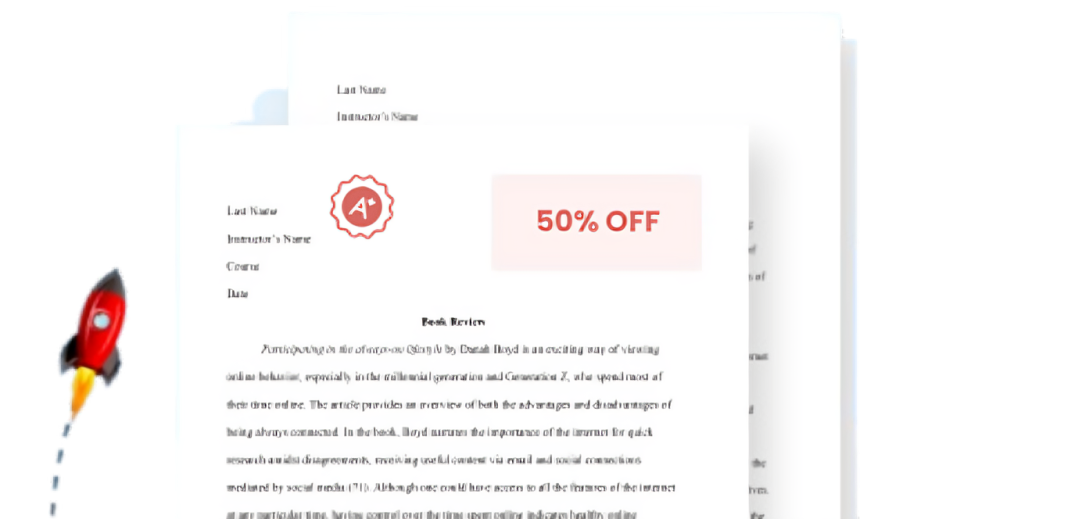 Last Name
Instructor's Name
A+
50% OFF
Last Name
Instructor's Name
Course
Date
Book Review
Participating in the always-on lifestyle by Danah Boyd is an exciting way of viewing
online behavior, especially in the millennial generation and Generation Z, who spend most of
their time online. The article provides an overview of both the advantages and disadvantages of
being always connected. In the book, Boyd narrates the importance of the internet for quick
research amidst disagreements, receiving useful content via email and social connections
mediated by social media (71). Although one could have access to all the features of the internet
at any particular time, having control over the time spent online indicates healthy online
of
s of
the